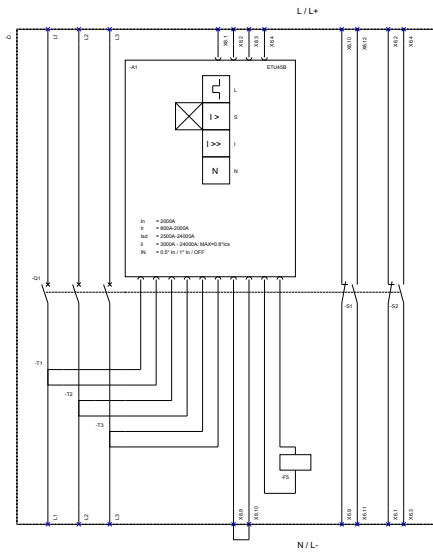 L / L+
-Q
L1
L2
L3
X8.1
X8.2
X8.3
X8.4
X6.10
X6.12
X6.2
X6.4
-A1
ETU45B
L
I >
S
I >>
I
N
N
In = 2000A
Ir = 800A-2000A
Isd = 2500A-24000A
Ii = 3000A - 24000A; MAX=0.8*Ics
IN = 0.5* In / 1* In / OFF
-Q1
-S1
-S2
-T1
-T2
-T3
-F5
L1
L2
L3
X8.9
X8.10
X6.9
X6.11
X6.1
X6.3
N / L-